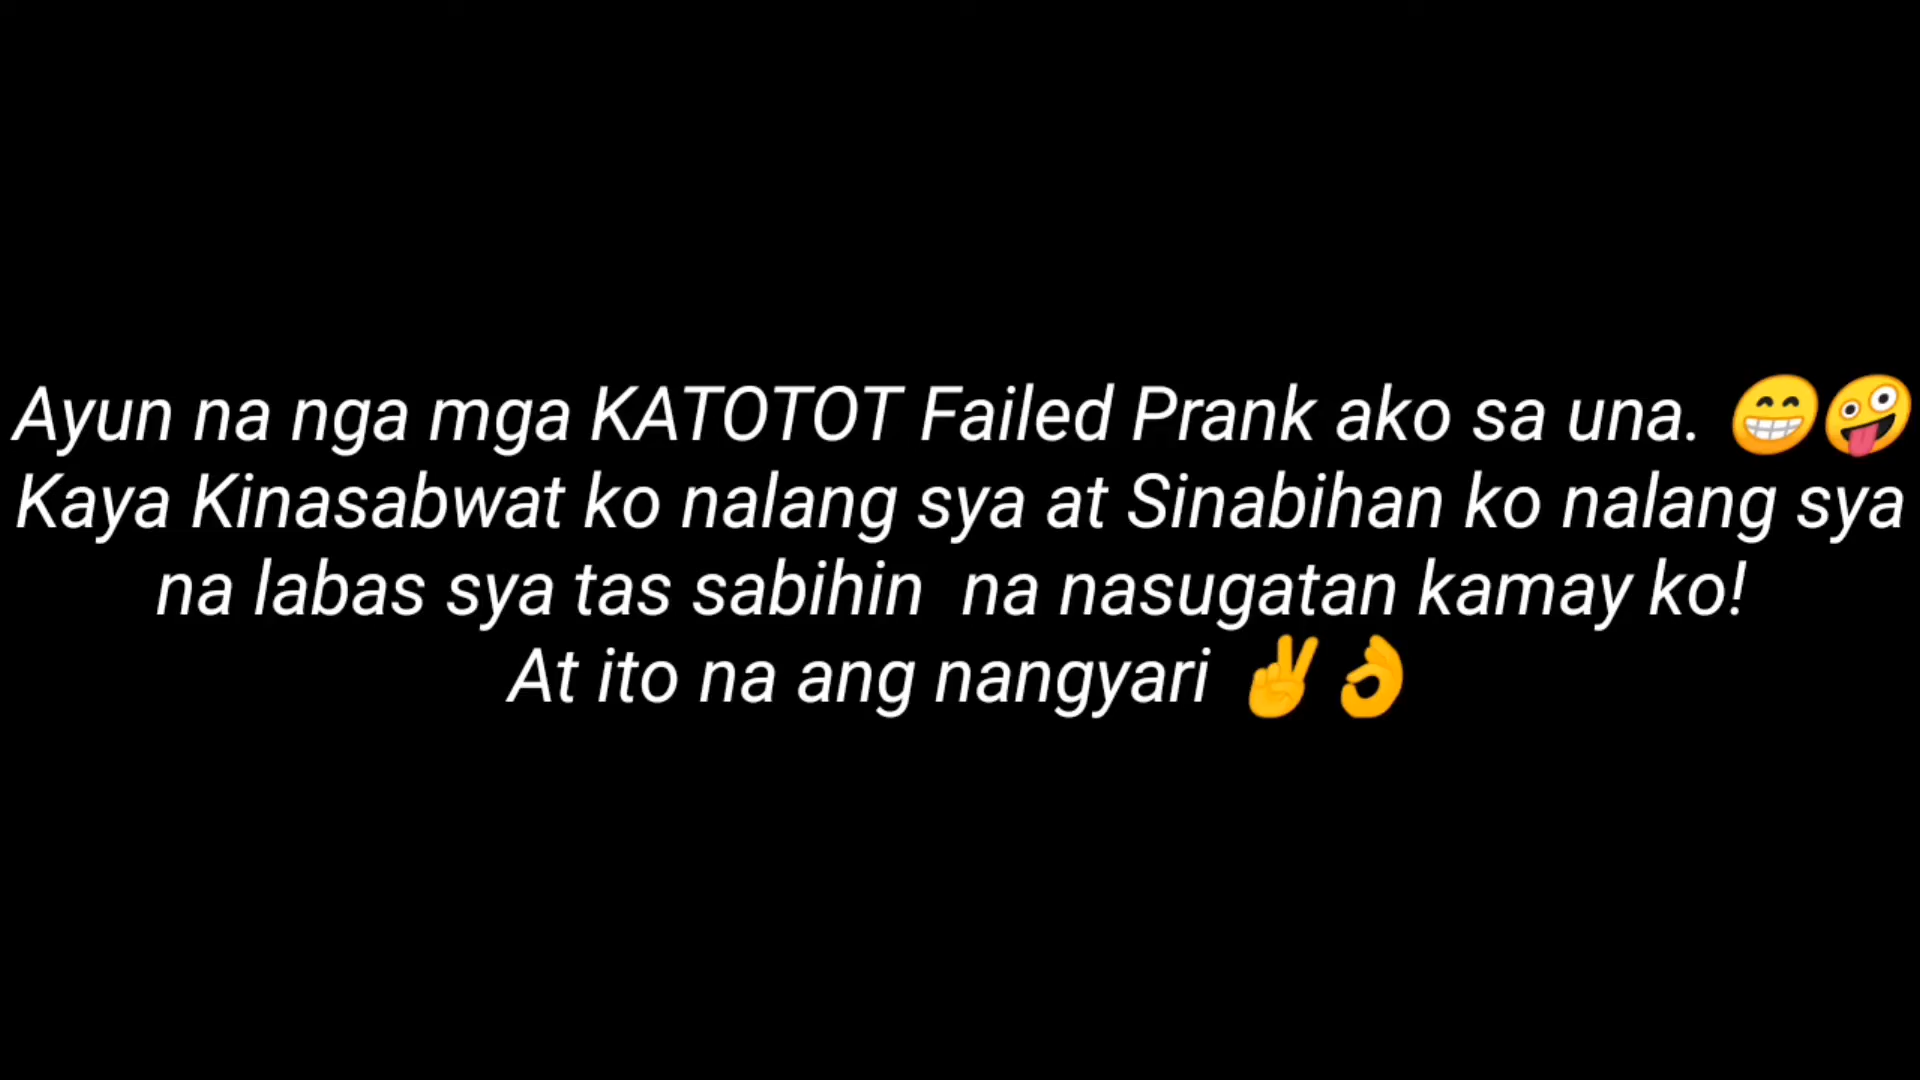 Ayun na nga mga KATOTOT Failed Prank ako sa una. 😁🤪
Kaya Kinasabwat ko nalang sya at Sinabihan ko nalang sya
na labas sya tas sabihin  na nasugatan kamay ko!
At ito na ang nangyari ✌👌